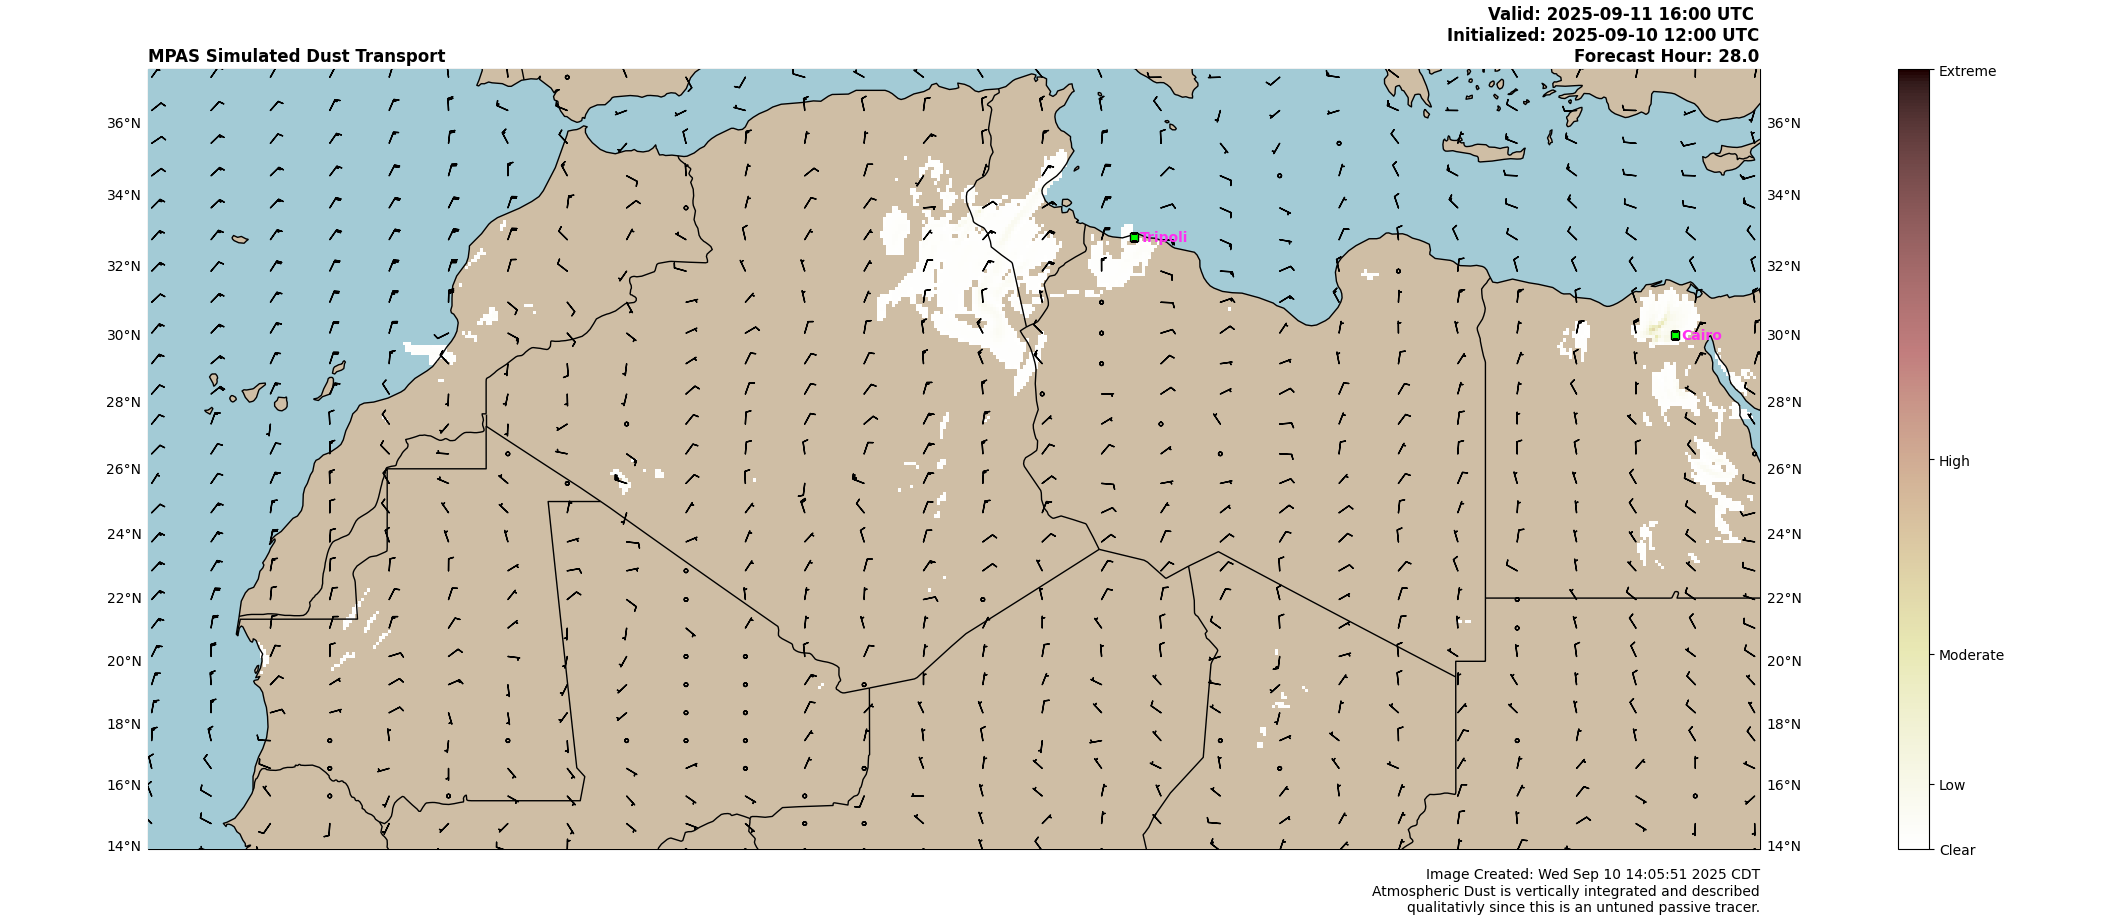 Valid: 2025-09-11 16:00 UTC
Initialized: 2025-09-10 12:00 UTC
MPAS Simulated Dust Transport
Forecast Hour: 28.0
Extreme
36°N
36°N
34°N
34°N
Tripoli
32°N
32°N
30°N
Cairo
30°N
28°N
28°N
26°N
26°N
High
24°N
24°N
22°N
22°N
20°N
20°N
Moderate
18°N
18°N
16°N
16°N
Low
14°N
14°N
Clear
Image Created: Wed Sep 10 14:05:51 2025 CDT
Atmospheric Dust is vertically integrated and described
qualitativly since this is an untuned passive tracer.